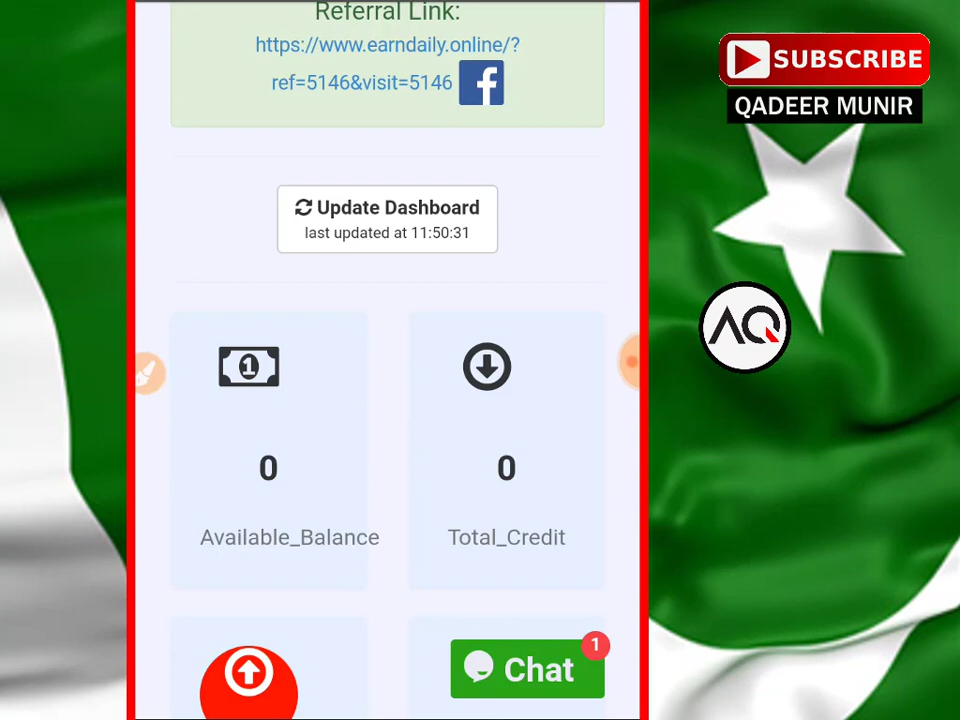 Referral Link:
https://www.earndaily.online/?
ref=5146&visit=5146
SUBSCRIBE
QADEER MUNIR
Update Dashboard
last updated at 11:50:31
AQ
1
0
0
Available_Balance
Total_Credit
1
Chat